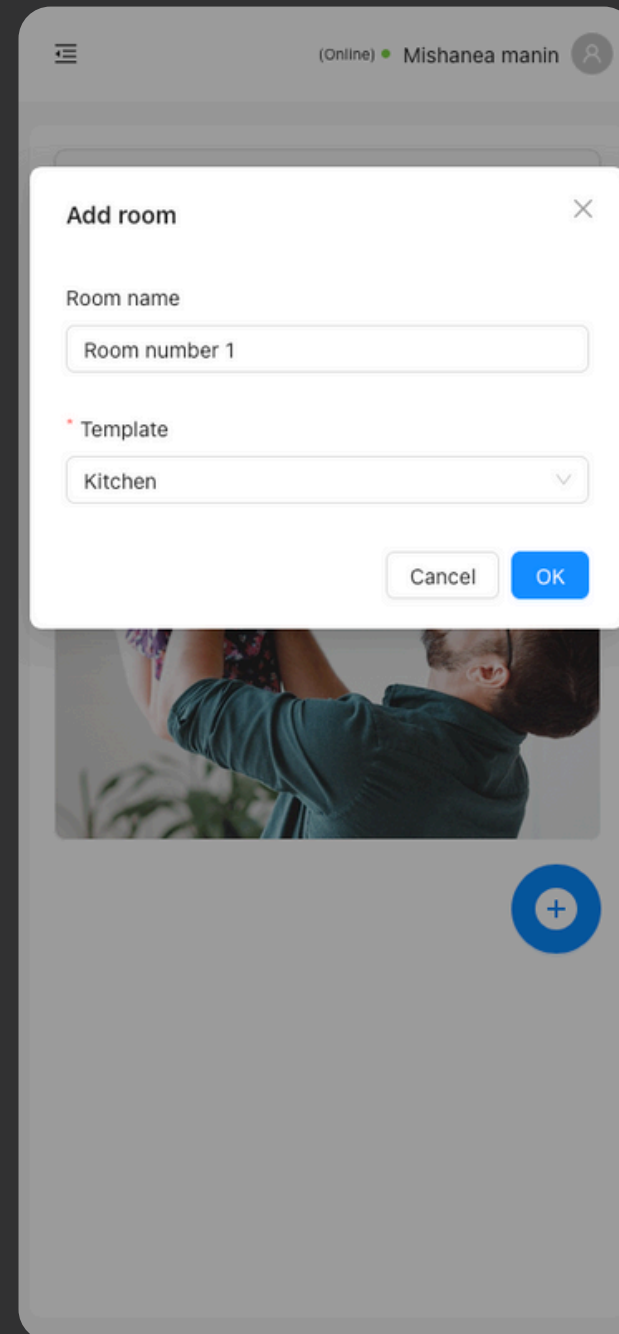 (Online) Mishanea manin
Add room
Room name
Room number 1
* Template
Kitchen
Cancel OK